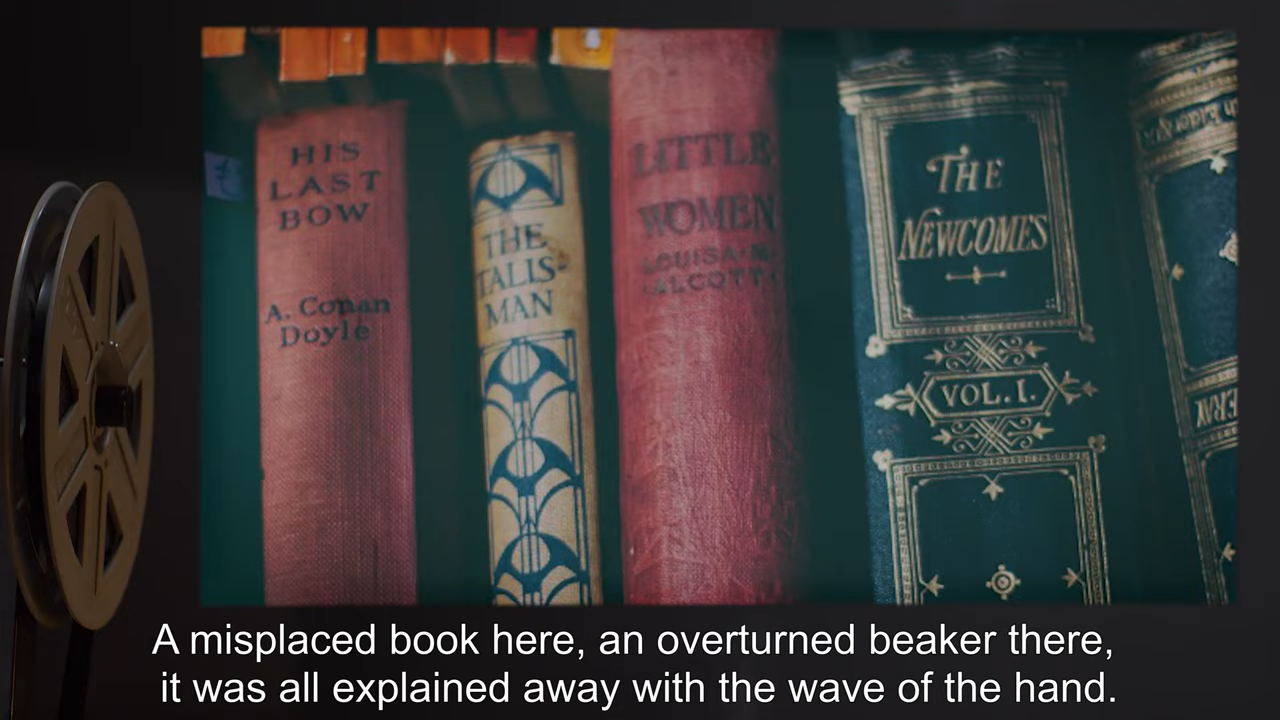 HIS
LAST
BOW
A. Conan
Doyle
THE
TALIS-
MAN
LITTLE
WOMEN
LOUISA·M·
·ALCOTT·
THE
NEWCOMES
VOL. I.
A misplaced book here, an overturned beaker there,
it was all explained away with the wave of the hand.